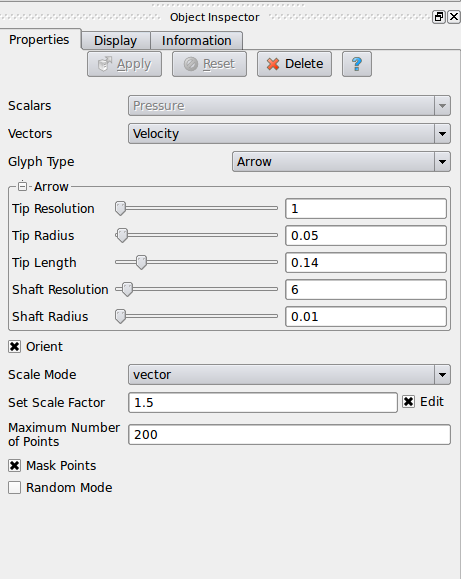 Object Inspector
Properties Display Information
Apply Reset Delete ?
Scalars Pressure
Vectors Velocity
Glyph Type Arrow
Arrow
Tip Resolution 1
Tip Radius 0.05
Tip Length 0.14
Shaft Resolution 6
Shaft Radius 0.01
Orient
Scale Mode vector
Set Scale Factor 1.5 Edit
Maximum Number
of Points 200
Mask Points
Random Mode